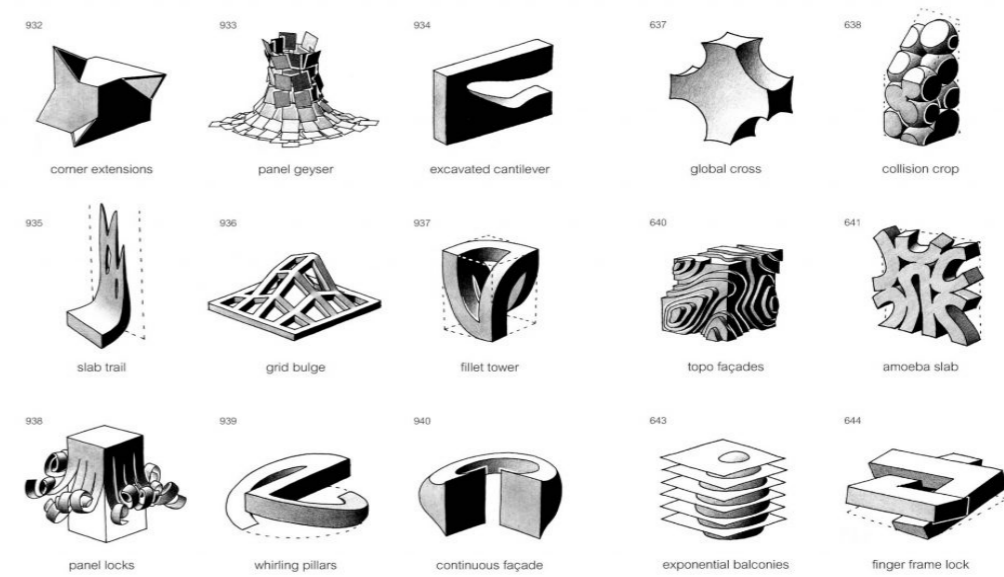 932 933 934 637 638
corner extensions panel geyser excavated cantilever global cross collision crop
935 936 937 640 641
slab trail grid bulge fillet tower topo façades amoeba slab
938 939 940 643 644
panel locks whirling pillars continuous façade exponential balconies finger frame lock